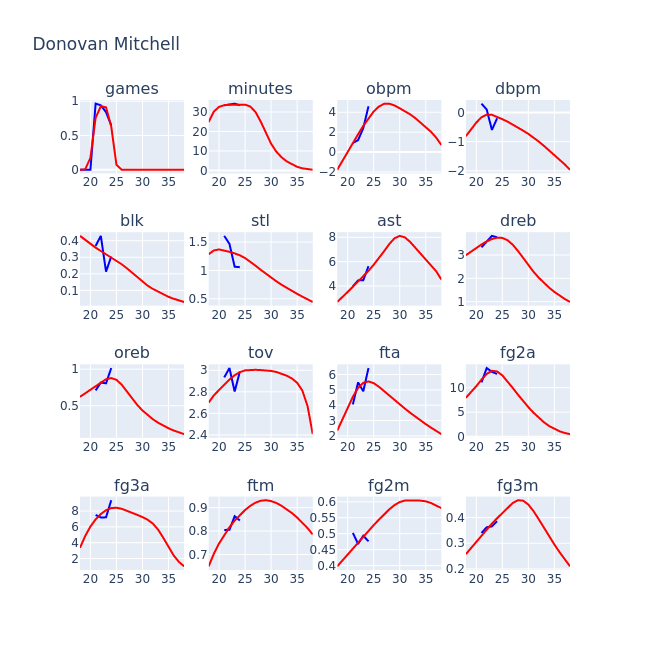 Donovan Mitchell
games minutes obpm dbpm
1 0.5 0 20 25 30 35
30 20 10 0 20 25 30 35
4 2 0 −2 20 25 30 35
0 −1 −2 20 25 30 35
blk stl ast dreb
0.4 0.3 0.2 0.1 20 25 30 35
1.5 1 0.5 20 25 30 35
8 6 4 20 25 30 35
3 2 1 20 25 30 35
oreb tov fta fg2a
1 0.5 20 25 30 35
3 2.8 2.6 2.4 20 25 30 35
6 5 4 3 2 20 25 30 35
10 5 0 20 25 30 35
fg3a ftm fg2m fg3m
8 6 4 2 20 25 30 35
0.9 0.8 0.7 20 25 30 35
0.6 0.55 0.5 0.45 0.4 20 25 30 35
0.4 0.3 0.2 20 25 30 35